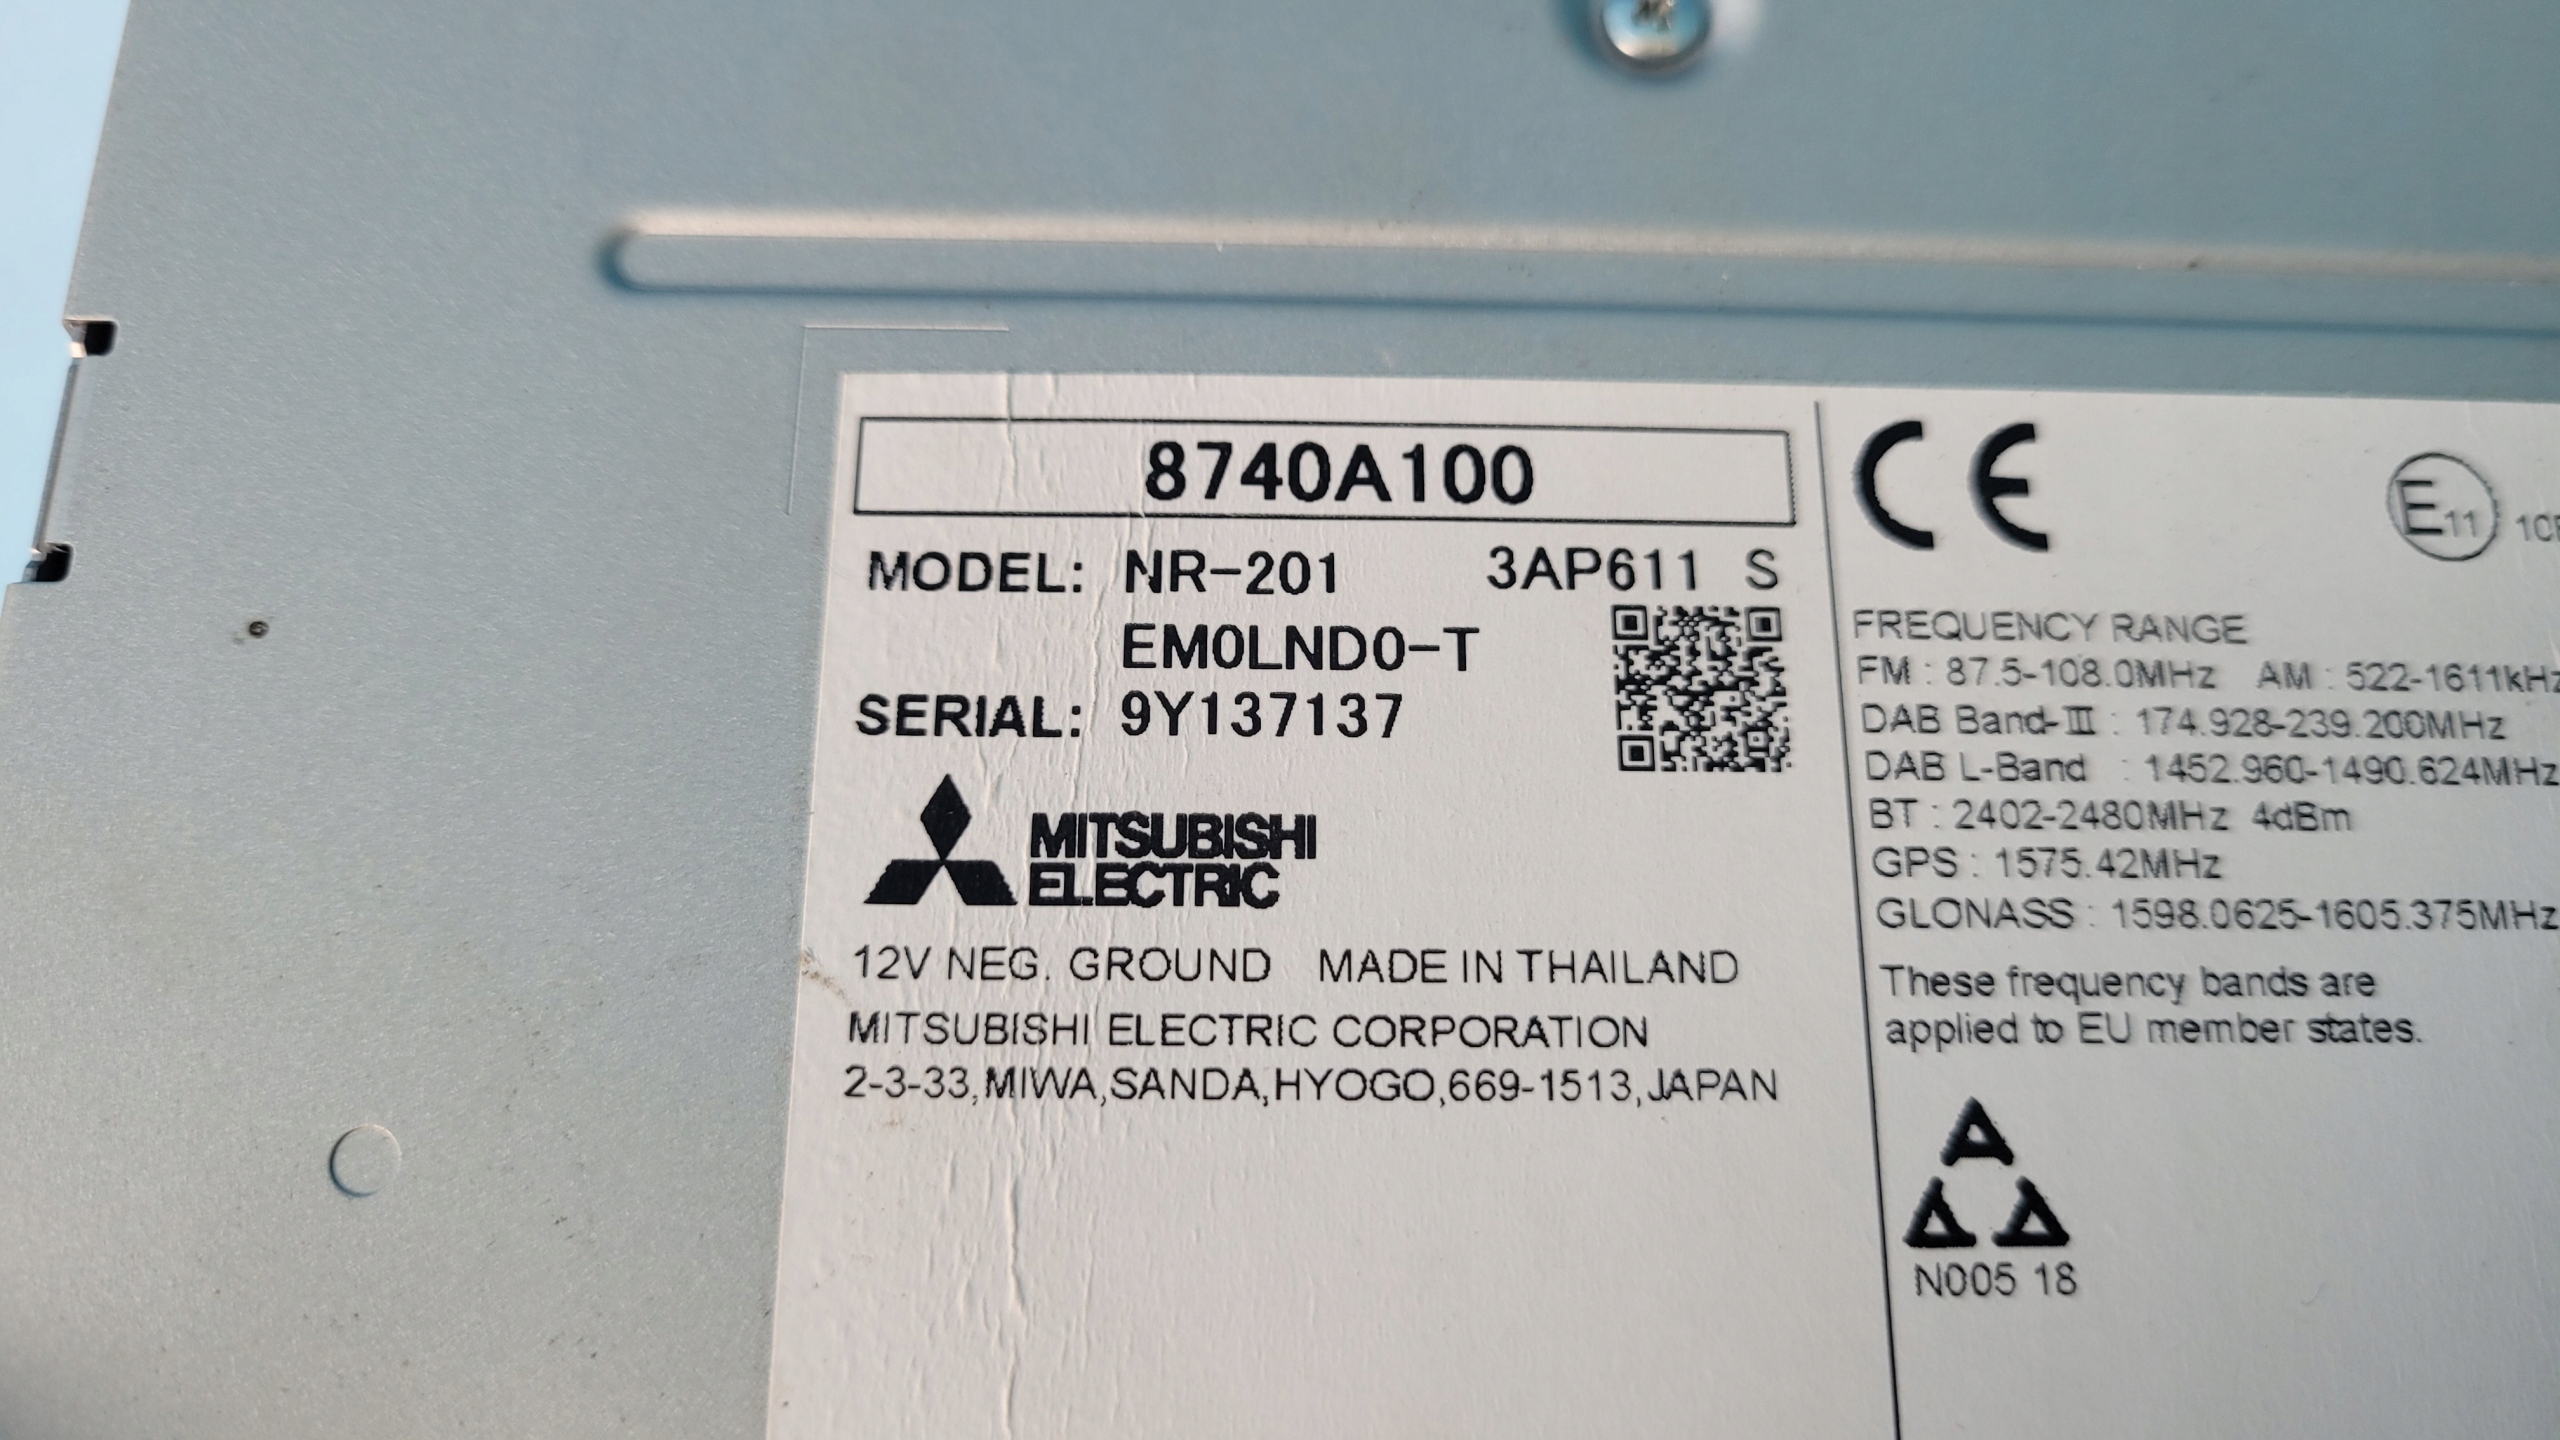 8740A100
MODEL: NR-201 3AP611 S
EM0LND0-T
SERIAL: 9Y137137
MITSUBISHI
ELECTRIC
12V NEG. GROUND MADE IN THAILAND
MITSUBISHI ELECTRIC CORPORATION
2-3-33,MIWA,SANDA,HYOGO,669-1513,JAPAN
CE
E11
FREQUENCY RANGE
FM : 87.5-108.0MHz AM : 522-1611kHz
DAB Band-III : 174.928-239.200MHz
DAB L-Band : 1452.960-1490.624MHz
BT : 2402-2480MHz 4dBm
GPS : 1575.42MHz
GLONASS : 1598.0625-1605.375MHz
These frequency bands are
applied to EU member states.
N005 18